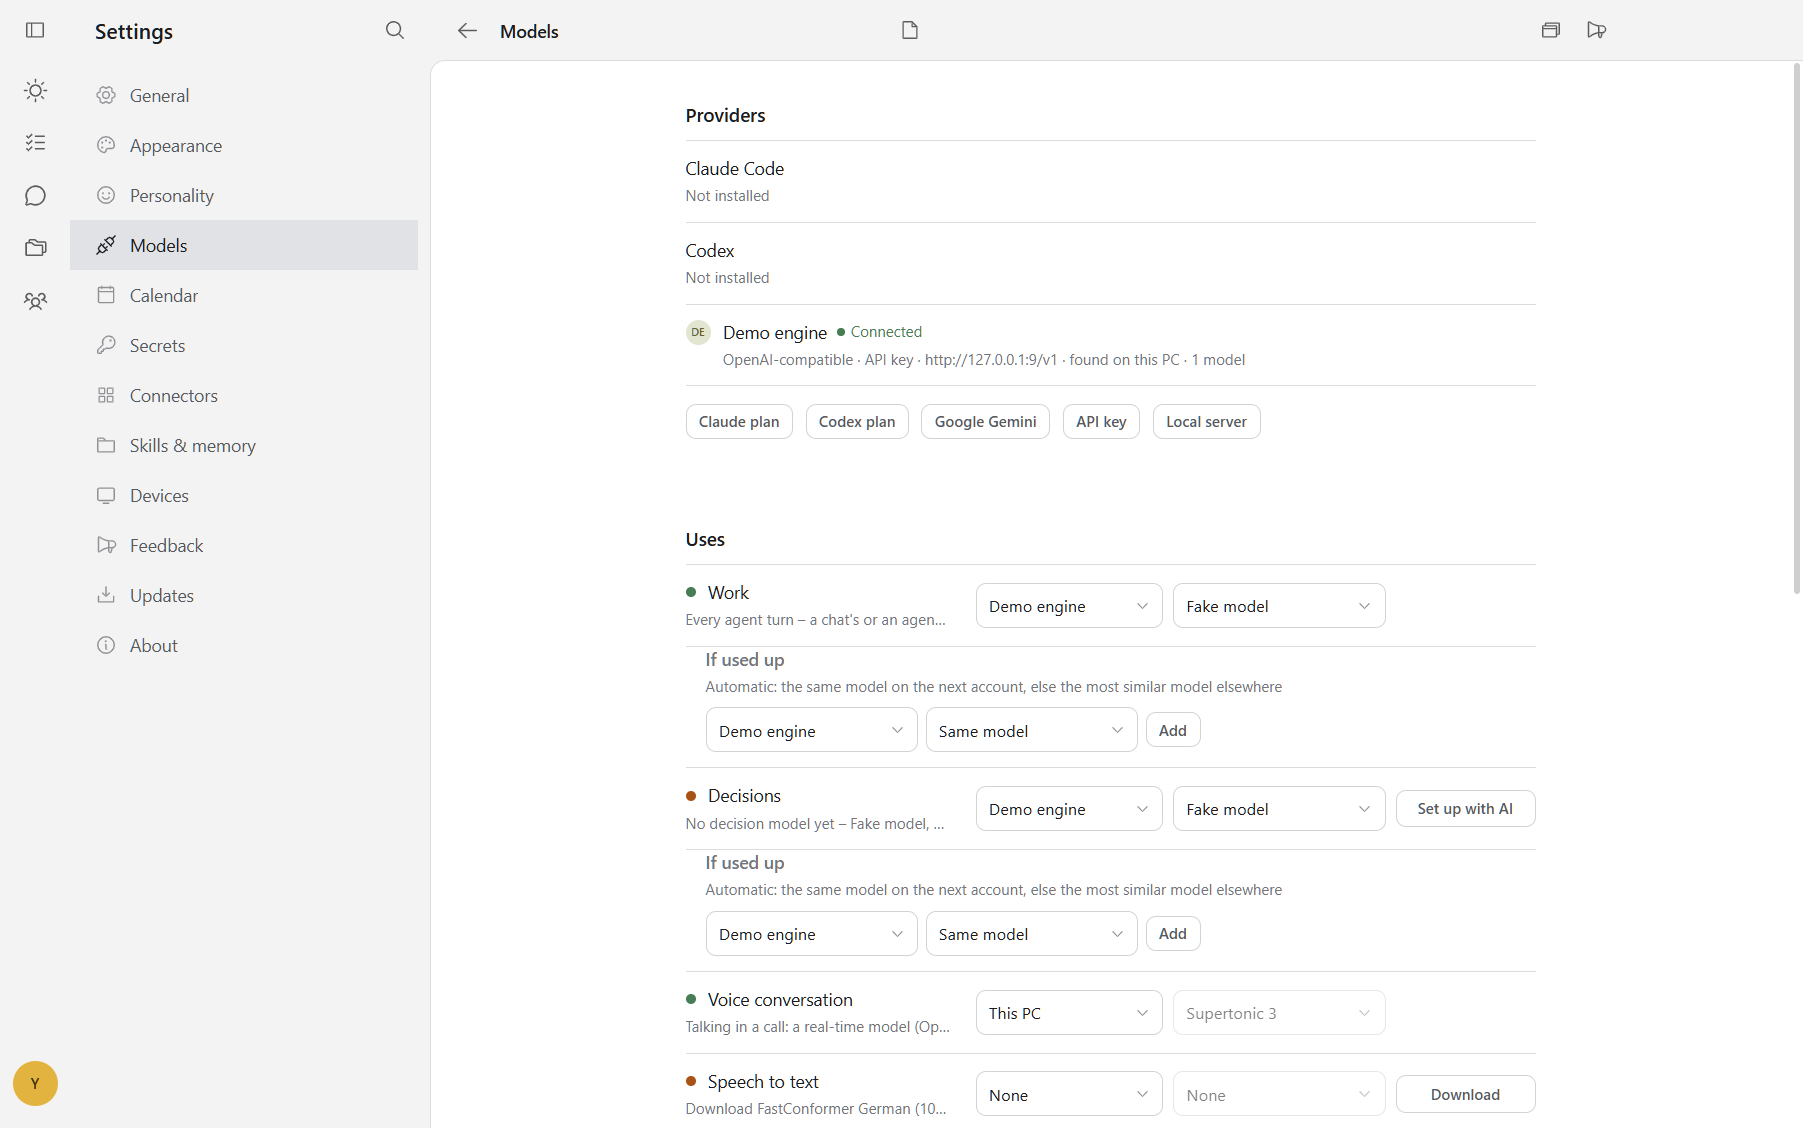 Settings
Models
General
Appearance
Personality
Models
Calendar
Secrets
Connectors
Skills & memory
Devices
Feedback
Updates
About
Y
Providers
Claude Code
Not installed
Codex
Not installed
DE Demo engine Connected
OpenAI-compatible · API key · http://127.0.0.1:9/v1 · found on this PC · 1 model
Claude plan Codex plan Google Gemini API key Local server
Uses
Work
Every agent turn – a chat's or an agen...
Demo engine Fake model
If used up
Automatic: the same model on the next account, else the most similar model elsewhere
Demo engine Same model Add
Decisions
No decision model yet – Fake model, ...
Demo engine Fake model Set up with AI
If used up
Automatic: the same model on the next account, else the most similar model elsewhere
Demo engine Same model Add
Voice conversation
Talking in a call: a real-time model (Op...
This PC Supertonic 3
Speech to text
Download FastConformer German (10...
None None Download